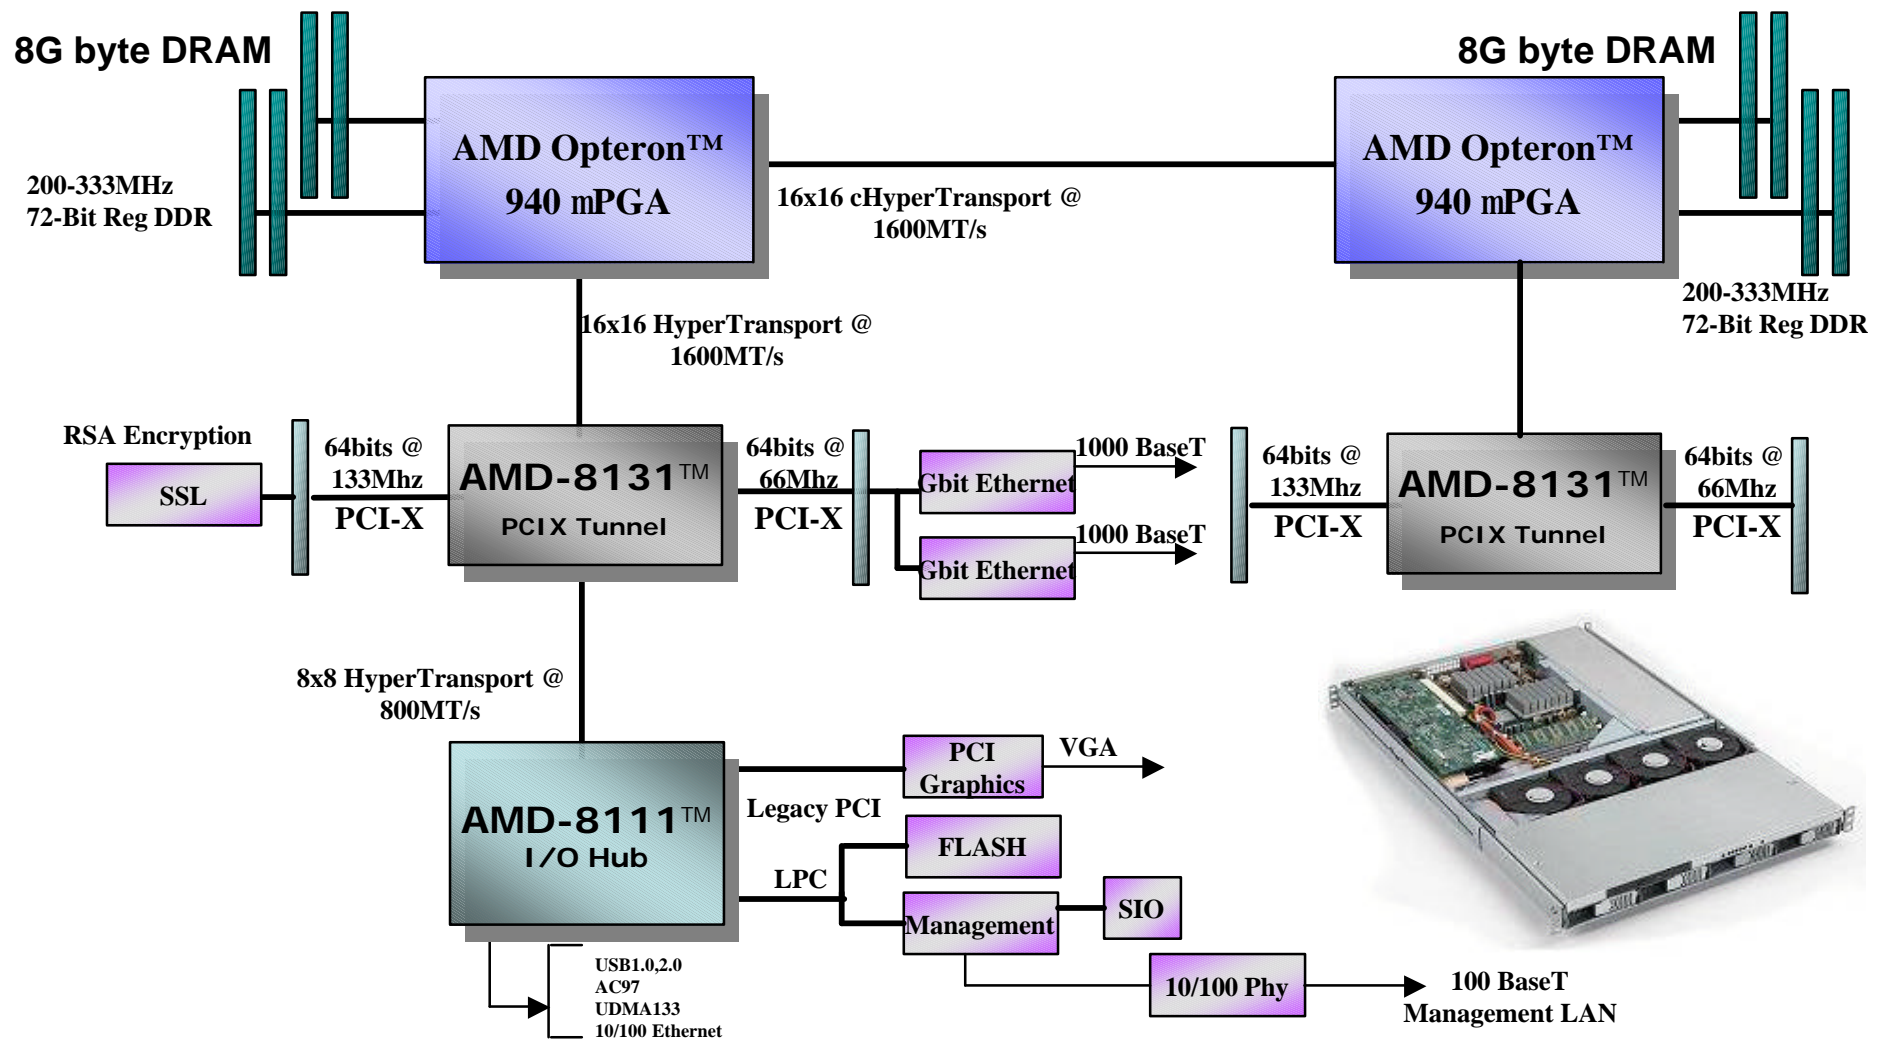 8G byte DRAM
8G byte DRAM
AMD Opteron™
940 mPGA
AMD Opteron™
940 mPGA
200-333MHz
72-Bit Reg DDR
16x16 cHyperTransport @
1600MT/s
200-333MHz
72-Bit Reg DDR
16x16 HyperTransport @
1600MT/s
RSA Encryption
SSL
64bits @
133Mhz
PCI-X
AMD-8131™
PCIX Tunnel
64bits @
66Mhz
PCI-X
1000 BaseT
Gbit Ethernet
1000 BaseT
Gbit Ethernet
64bits @
133Mhz
PCI-X
AMD-8131™
PCIX Tunnel
64bits @
66Mhz
PCI-X
8x8 HyperTransport @
800MT/s
AMD-8111™
I/O Hub
PCI
Graphics
VGA
Legacy PCI
FLASH
LPC
Management
SIO
USB1.0,2.0
AC97
UDMA133
10/100 Ethernet
10/100 Phy
100 BaseT
Management LAN